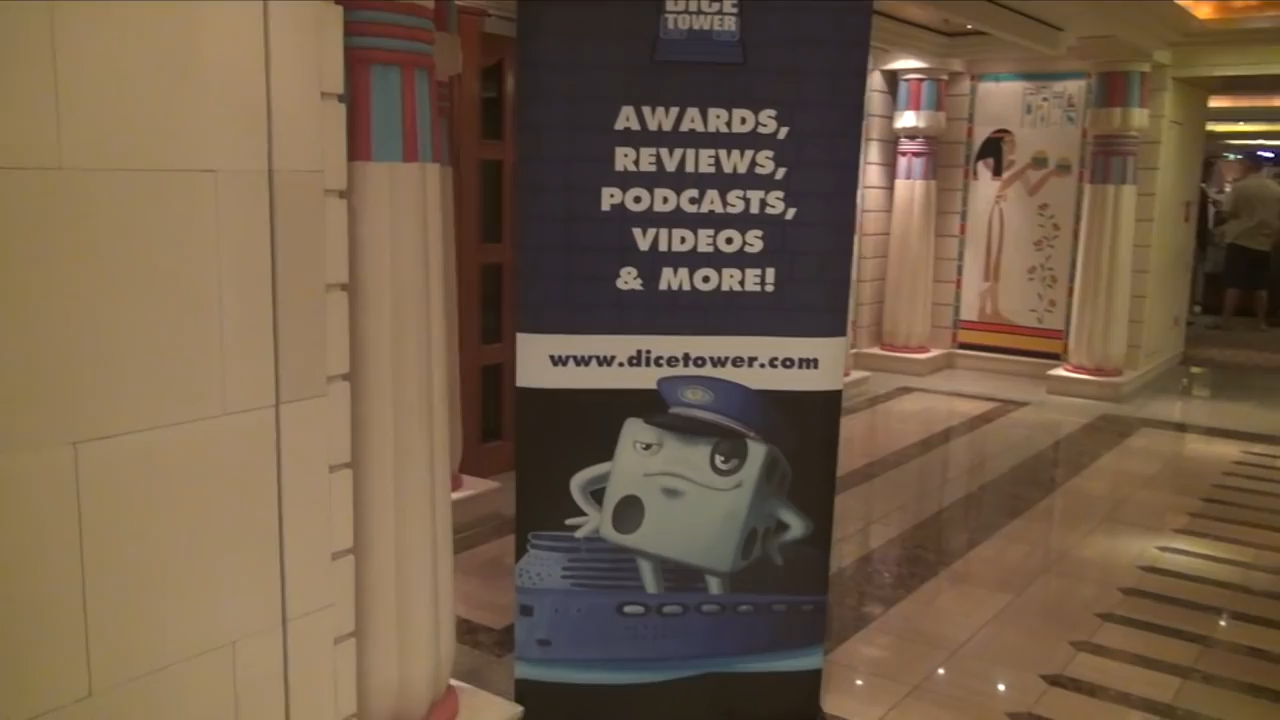 DICE
TOWER
AWARDS,
REVIEWS,
PODCASTS,
VIDEOS
& MORE!
www.dicetower.com